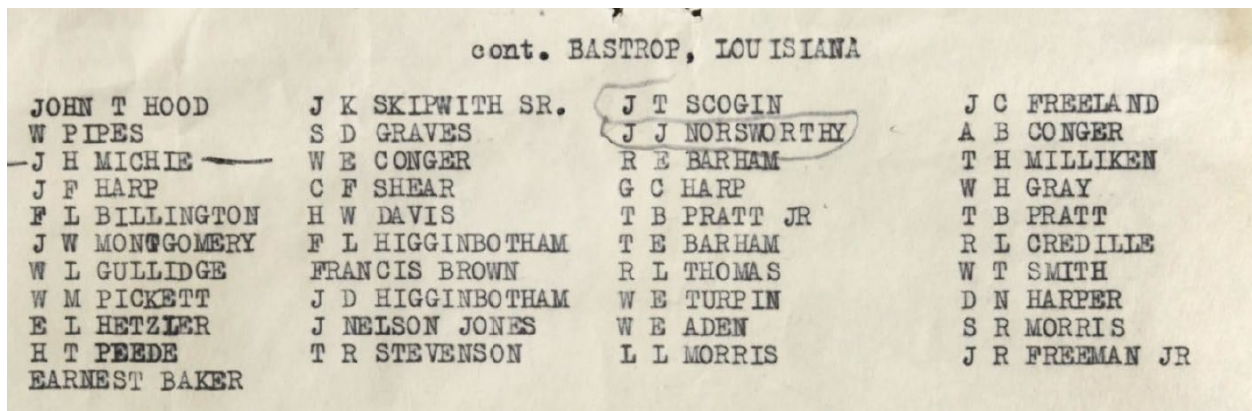 cont. BASTROP, LOUISIANA
JOHN T HOOD J K SKIPWITH SR. J T SCOGIN J C FREELAND
W PIPES S D GRAVES J J NORSWORTHY A B CONGER
J H MICHIE W E CONGER R E BARHAM T H MILLIKEN
J F HARP C F SHEAR G C HARP W H GRAY
F L BILLINGTON H W DAVIS T B PRATT JR T B PRATT
J W MONTGOMERY F L HIGGINBOTHAM T E BARHAM R L CREDILLE
W L GULLIDGE FRANCIS BROWN R L THOMAS W T SMITH
W M PICKETT J D HIGGINBOTHAM W E TURPIN D N HARPER
E L HETZLER J NELSON JONES W E ADEN S R MORRIS
H T PEEDE T R STEVENSON L L MORRIS J R FREEMAN JR
EARNEST BAKER